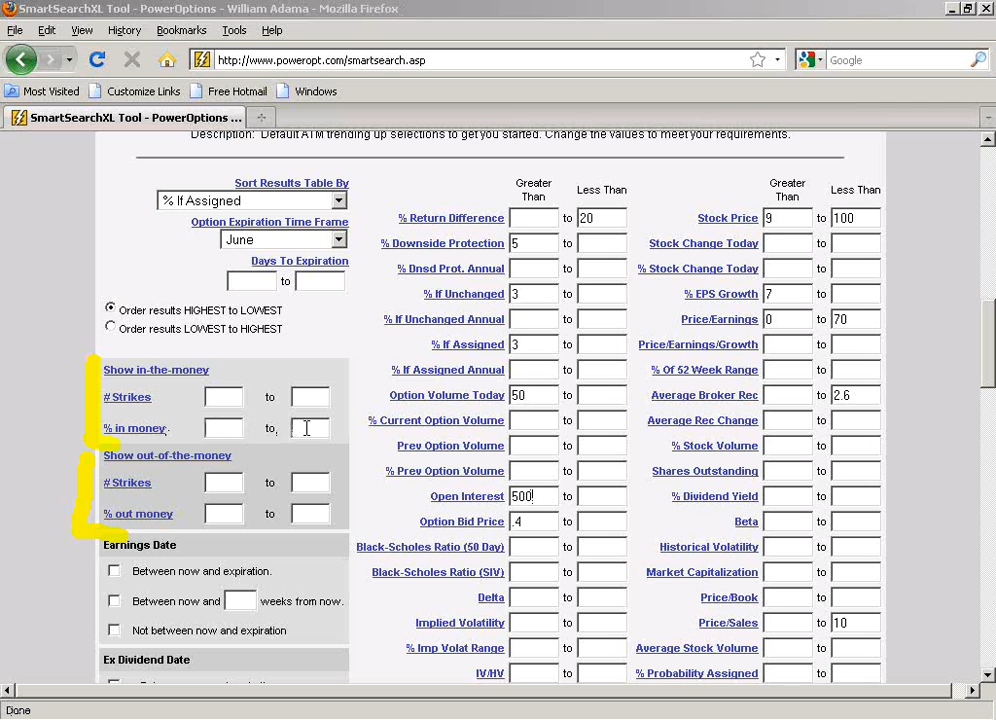 SmartSearchXL Tool - PowerOptions - William Adama - Mozilla Firefox
File Edit View History Bookmarks Tools Help
http://www.poweropt.com/smartsearch.asp
Google
Most Visited Customize Links Free Hotmail Windows
SmartSearchXL Tool - PowerOptions ...
Description: Default ATM trending up selections to get you started. Change the values to meet your requirements.
Sort Results Table By
% If Assigned
Option Expiration Time Frame
June
Days To Expiration
to
Order results HIGHEST to LOWEST
Order results LOWEST to HIGHEST
Show in-the-money
# Strikes to
% in money to
Show out-of-the-money
# Strikes to
% out money to
Earnings Date
Between now and expiration.
Between now and weeks from now.
Not between now and expiration
Ex Dividend Date
Greater Than Less Than
% Return Difference to 20
% Downside Protection 5 to
% Dnsd Prot. Annual to
% If Unchanged 3 to
% If Unchanged Annual to
% If Assigned 3 to
% If Assigned Annual to
Option Volume Today 50 to
% Current Option Volume to
Prev Option Volume to
% Prev Option Volume to
Open Interest 500 to
Option Bid Price .4 to
Black-Scholes Ratio (50 Day) to
Black-Scholes Ratio (SIV) to
Delta to
Implied Volatility to
% Imp Volat Range to
IV/HV to
Greater Than Less Than
Stock Price 9 to 100
Stock Change Today to
% Stock Change Today to
% EPS Growth 7 to
Price/Earnings 0 to 70
Price/Earnings/Growth to
% Of 52 Week Range to
Average Broker Rec to 2.6
Average Rec Change to
% Stock Volume to
Shares Outstanding to
% Dividend Yield to
Beta to
Historical Volatility to
Market Capitalization to
Price/Book to
Price/Sales to 10
Average Stock Volume to
% Probability Assigned to
Done